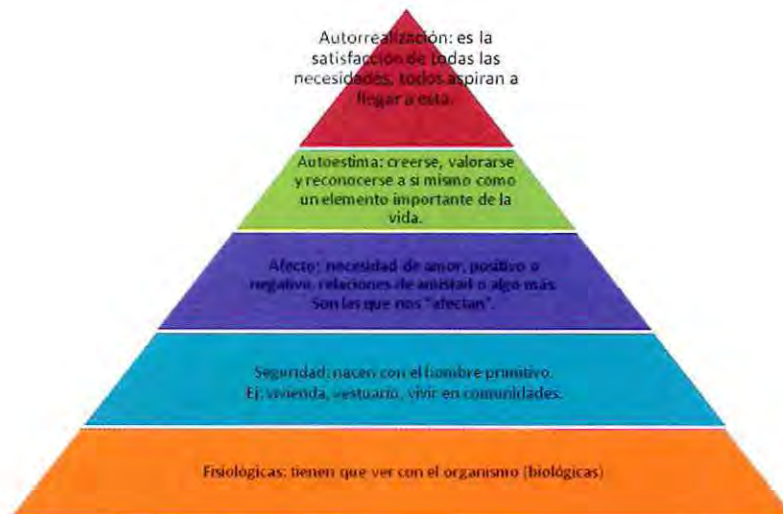 Autorrealización: es la
satisfacción de todas las
necesidades, todos aspiran a
llegar a esta.
Autoestima: creerse, valorarse
y reconocerse a si mismo como
un elemento importante de la
vida.
Afecto: necesidad de amor, positivo o
negativo, relaciones de amistad o algo más.
Son las que nos "afectan".
Seguridad: nacen con el hombre primitivo.
Ej: vivienda, vestuario, vivir en comunidades.
Fisiológicas: tienen que ver con el organismo (biológicas)